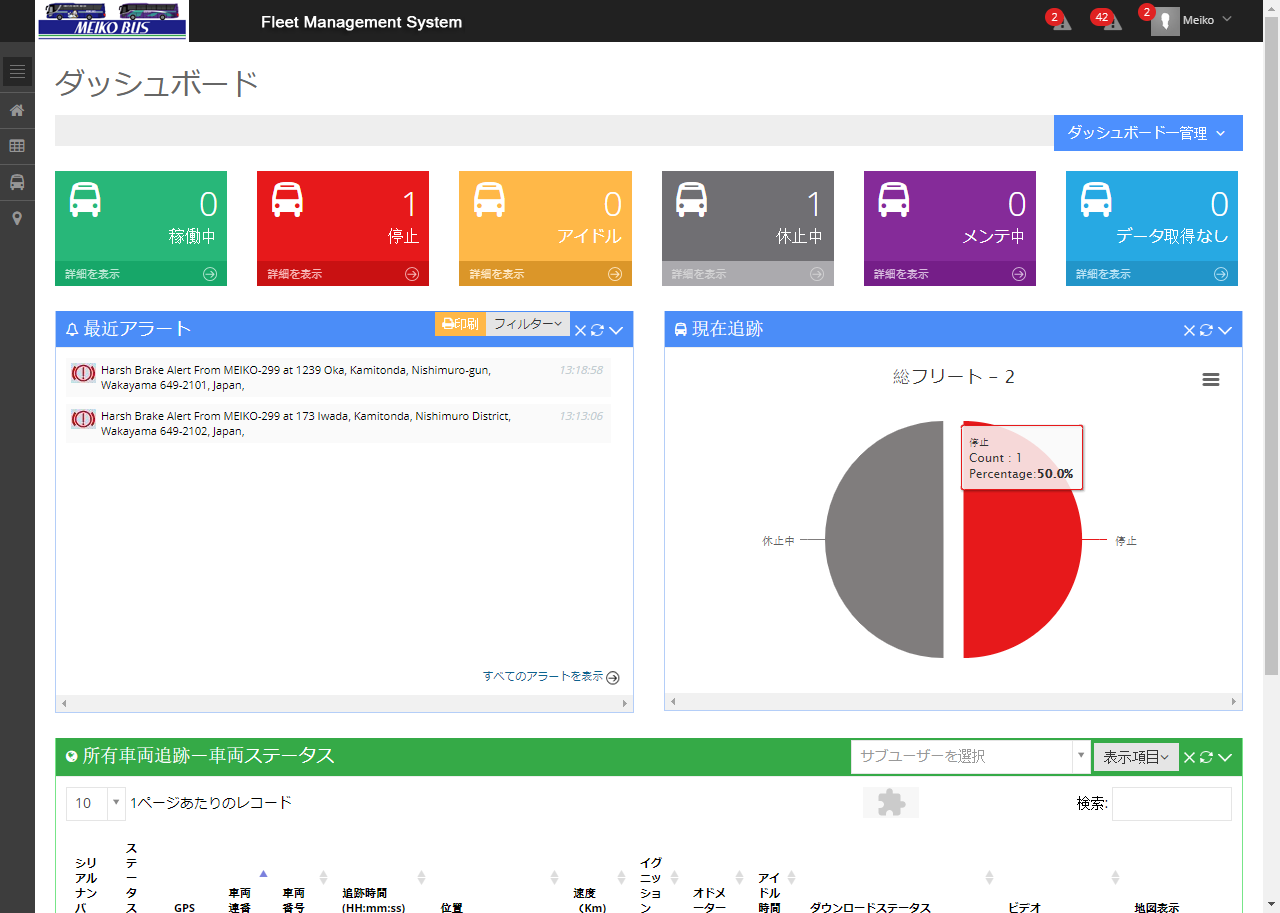 MEIKO BUS
Fleet Management System
2
42
2
Meiko
ダッシュボード
ダッシュボードー管理
0
稼働中
詳細を表示
1
停止
詳細を表示
0
アイドル
詳細を表示
1
休止中
詳細を表示
0
メンテ中
詳細を表示
0
データ取得なし
詳細を表示
最近アラート
印刷
フィルター
Harsh Brake Alert From MEIKO-299 at 1239 Oka, Kamitonda, Nishimuro-gun,
Wakayama 649-2101, Japan,
13:18:58
Harsh Brake Alert From MEIKO-299 at 173 Iwada, Kamitonda, Nishimuro District,
Wakayama 649-2102, Japan,
13:13:06
すべてのアラートを表示
現在追跡
総フリート – 2
停止
Count : 1
Percentage:50.0%
休止中
停止
所有車両追跡ー車両ステータス
サブユーザーを選択
表示項目
10
1ページあたりのレコード
検索:
シリ
アル
ナン
バ
ス
テ
ー
タ
ス
GPS
車両
連番
車両
番号
追跡時間
(HH:mm:ss)
位置
速度
（Km)
イグ
ニッ
ショ
ン
オドメ
ーター
アイ
ドル
時間
ダウンロードステータス
ビデオ
地図表示